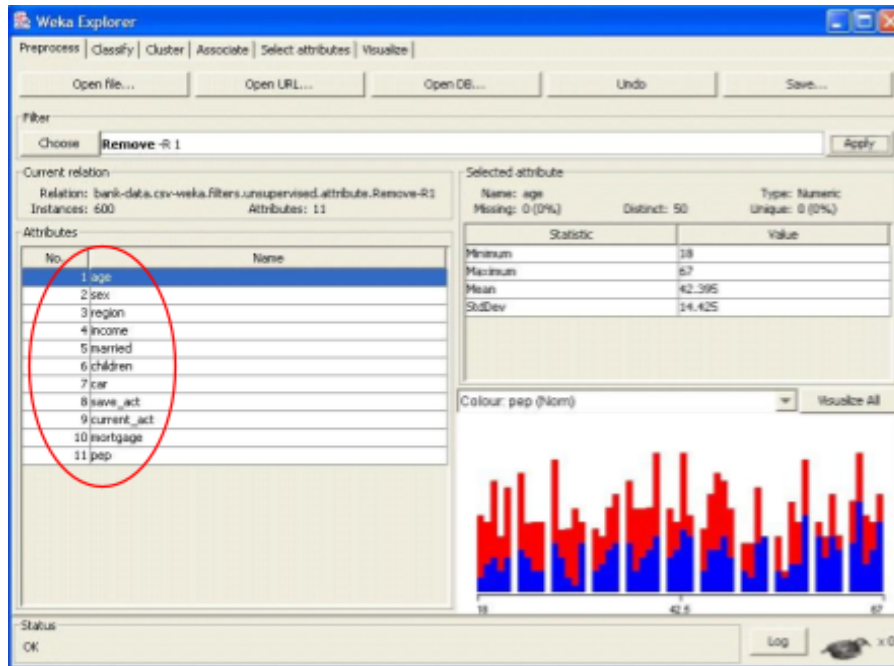 Weka Explorer
Preprocess Classify Cluster Associate Select attributes Visualize
Open file... Open URL... Open DB... Undo Save...
Filter
Choose Remove -R 1 Apply
Current relation
Relation: bank-data.csv-weka.filters.unsupervised.attribute.Remove-R1
Instances: 600 Attributes: 11
Attributes
No. Name
1 age
2 sex
3 region
4 income
5 married
6 children
7 car
8 save_act
9 current_act
10 mortgage
11 pep
Selected attribute
Name: age Type: Numeric
Missing: 0 (0%) Distinct: 50 Unique: 0 (0%)
Statistic Value
Minimum 18
Maximum 67
Mean 42.395
StdDev 14.425
Colour: pep (Nom) Visualize All
18 42.5 67
Status
OK
Log x 0